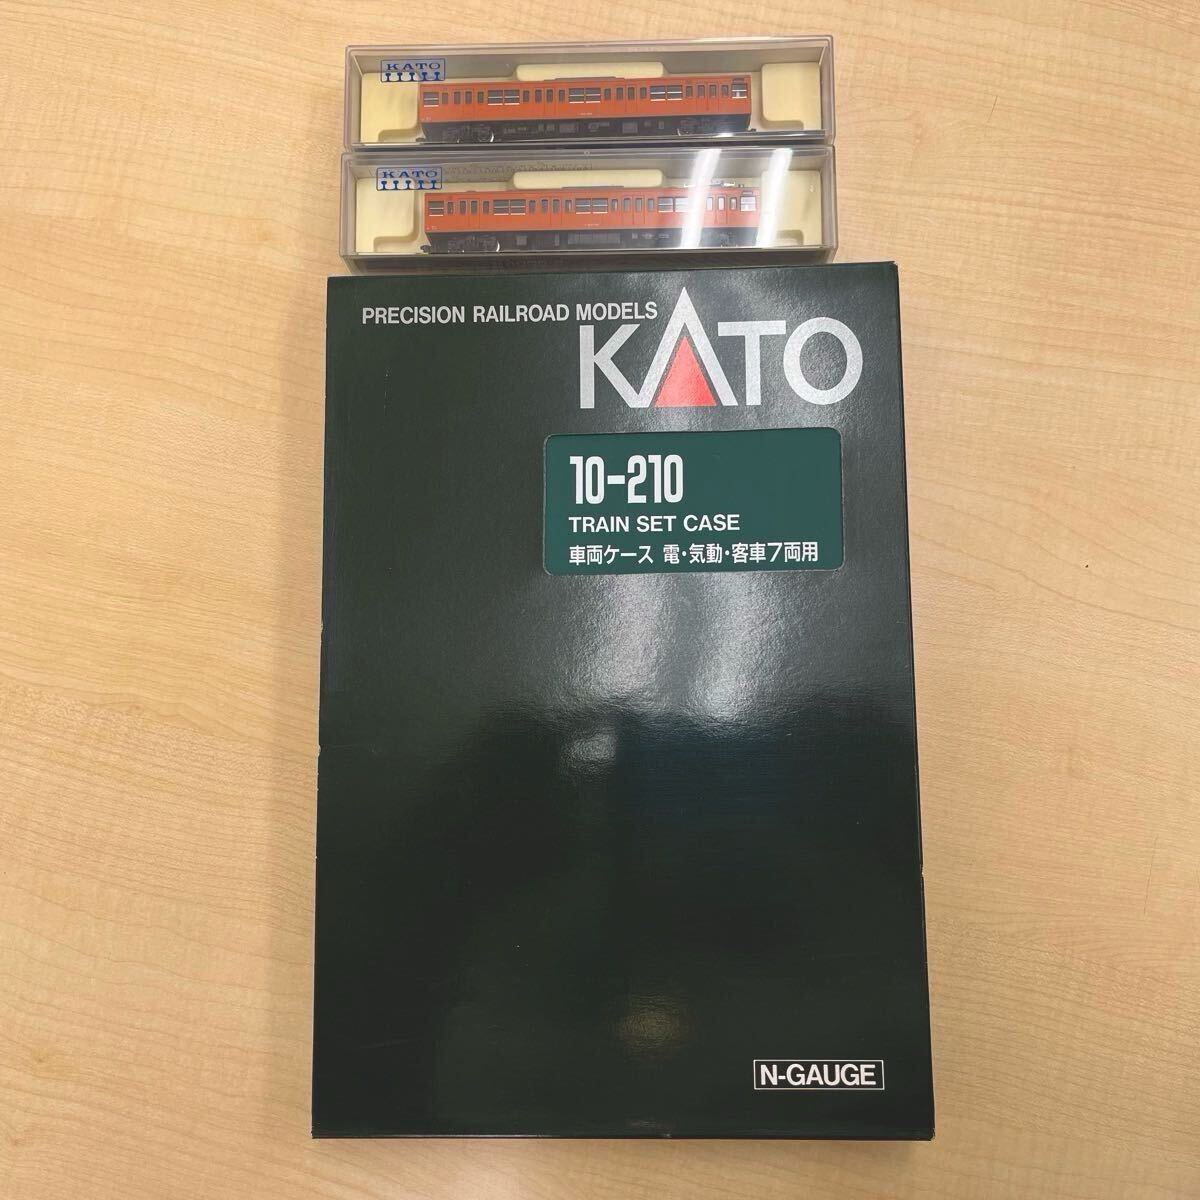 KATO
KATO
PRECISION RAILROAD MODELS
KATO
10-210
TRAIN SET CASE
車両ケース 電・気動・客車7両用
N-GAUGE